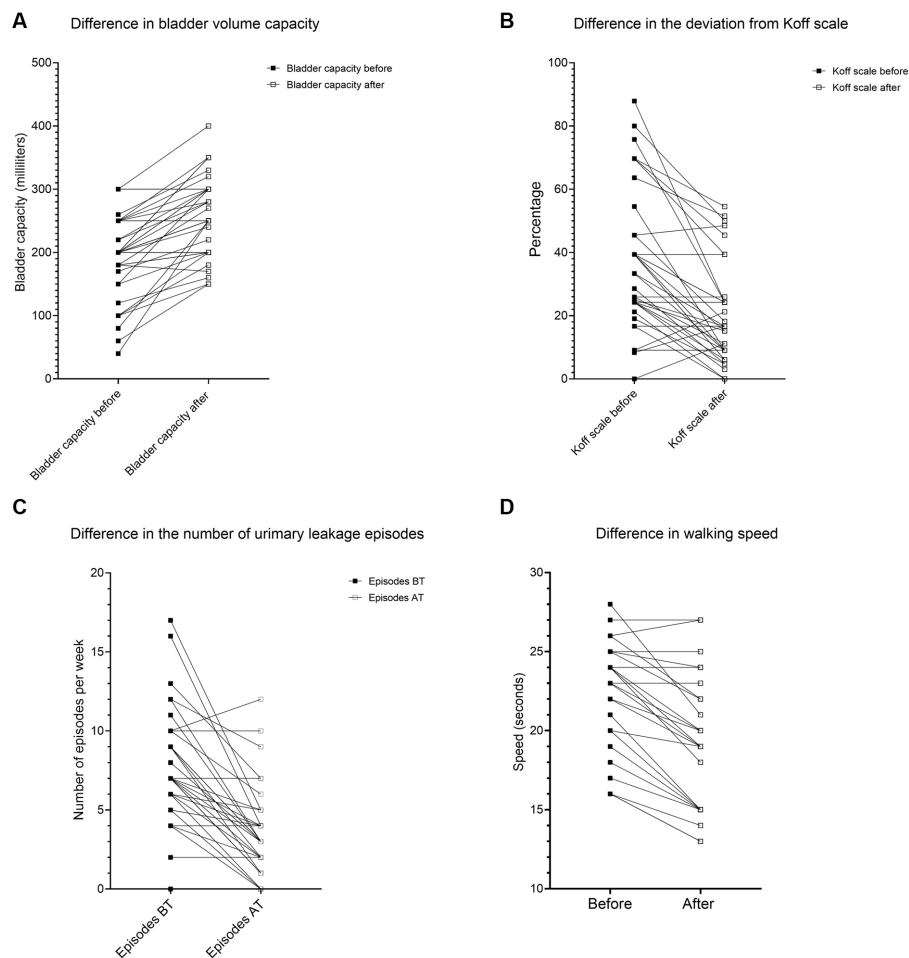 A
Difference in bladder volume capacity
Bladder capacity (milliliters)
500
400
300
200
100
0
Bladder capacity before
Bladder capacity after
Bladder capacity before
Bladder capacity after
B
Difference in the deviation from Koff scale
Percentage
100
80
60
40
20
0
Koff scale before
Koff scale after
Koff scale before
Koff scale after
C
Difference in the number of urinary leakage episodes
Number of episodes per week
20
15
10
5
0
Episodes BT
Episodes AT
Episodes BT
Episodes AT
D
Difference in walking speed
Speed (seconds)
30
25
20
15
10
Before
After